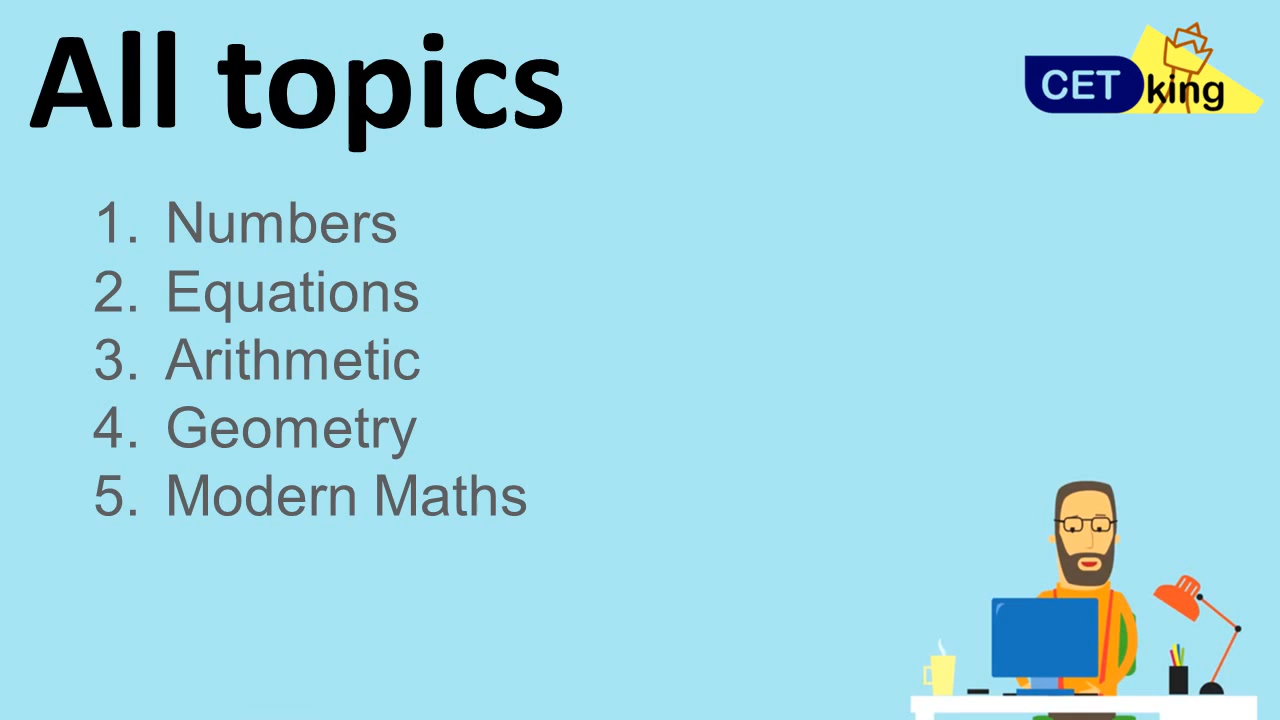 All topics
CET king
1. Numbers
2. Equations
3. Arithmetic
4. Geometry
5. Modern Maths